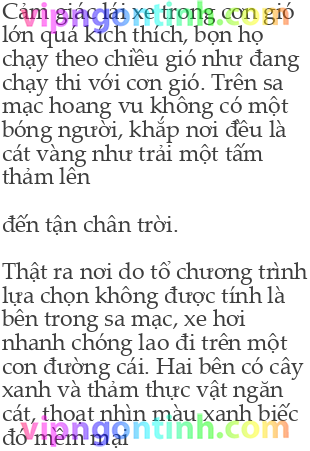 Cảm giác lái xe trong cơn gió
vipngontinh.com
lớn quá kích thích, bọn họ
chạy theo chiều gió như đang
chạy thi với cơn gió. Trên sa
mạc hoang vu không có một
bóng người, khắp nơi đều là
cát vàng như trải một tấm
thảm lên
đến tận chân trời.
Thật ra nơi do tổ chương trình
lựa chọn không được tính là
bên trong sa mạc, xe hơi
nhanh chóng lao đi trên một
con đường cái. Hai bên có cây
xanh và thảm thực vật ngăn
cát, thoạt nhìn màu xanh biếc
vipngontinh.com
đó mềm mại